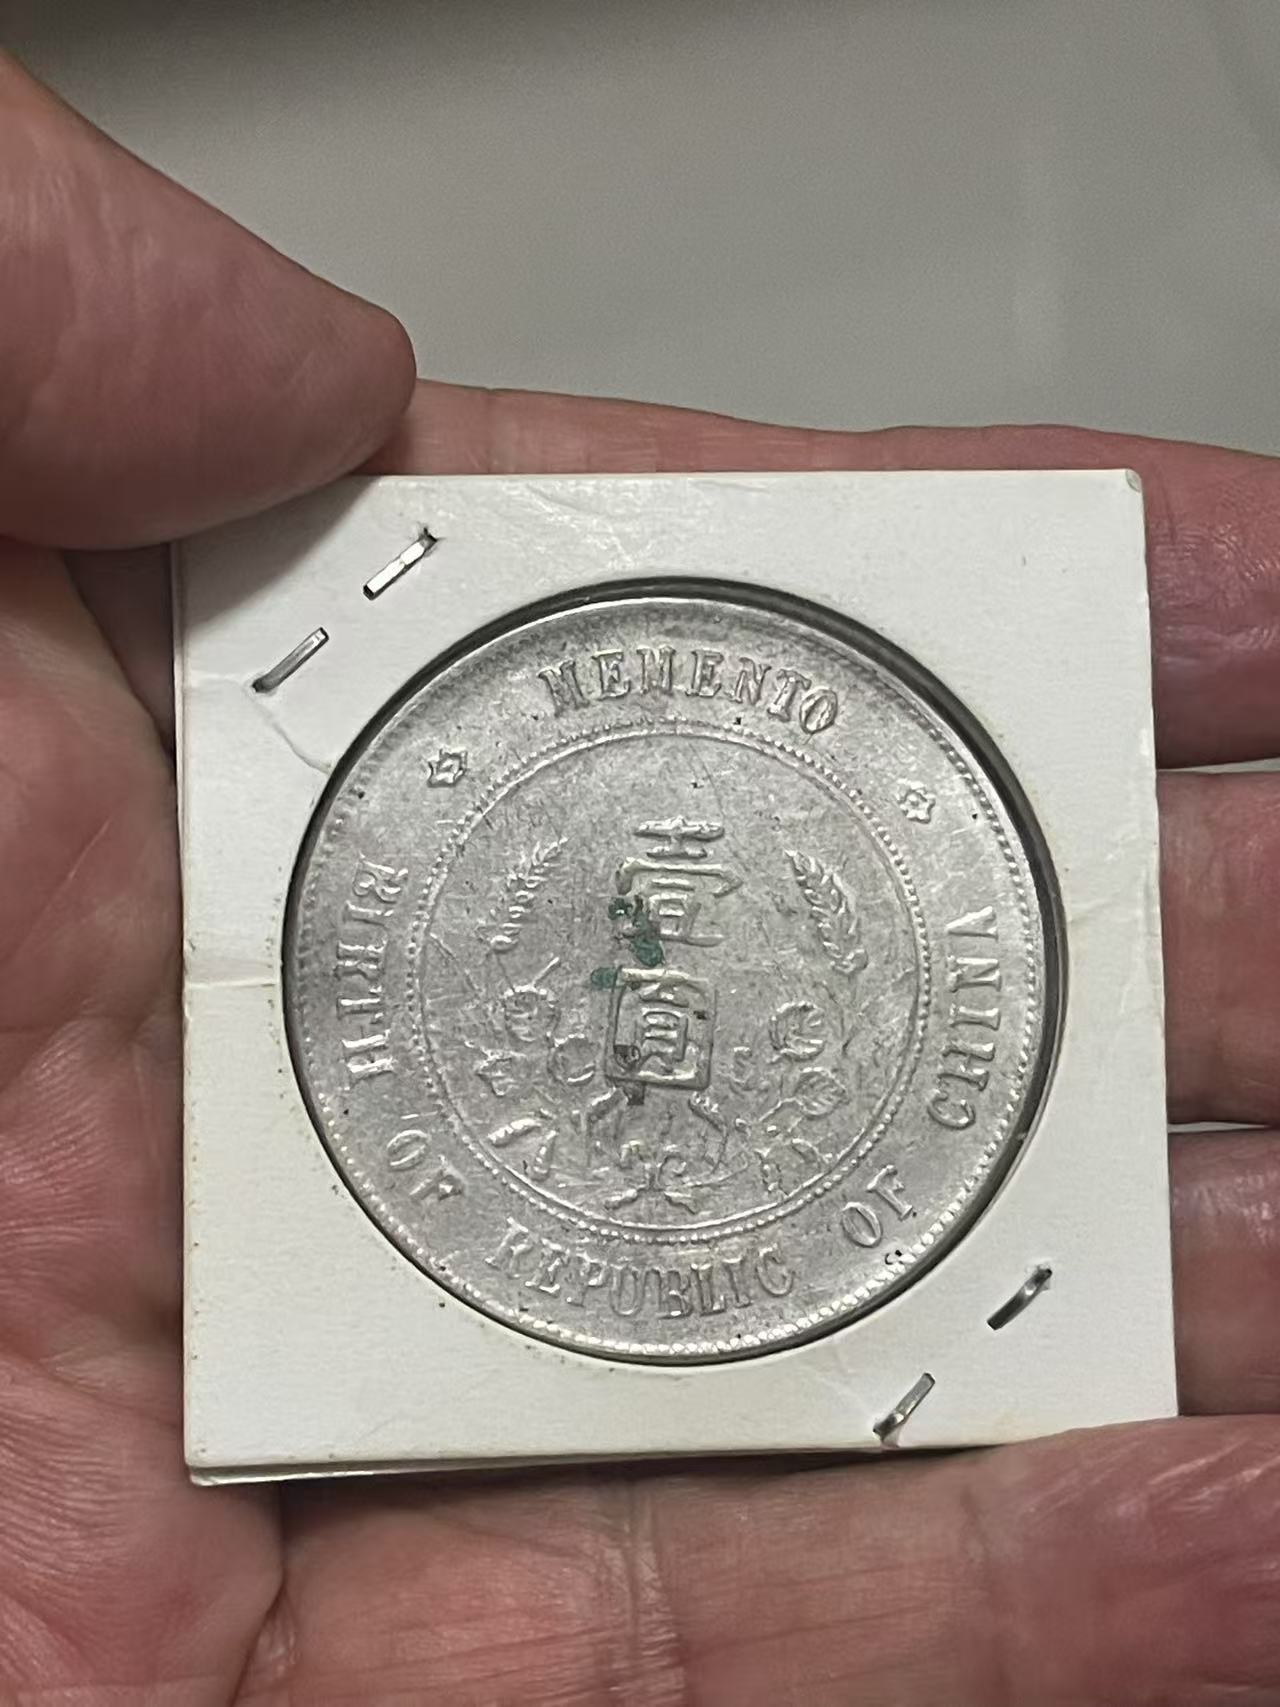 MEMENTO
BIRTH OF REPUBLIC OF CHINA
壹
圓